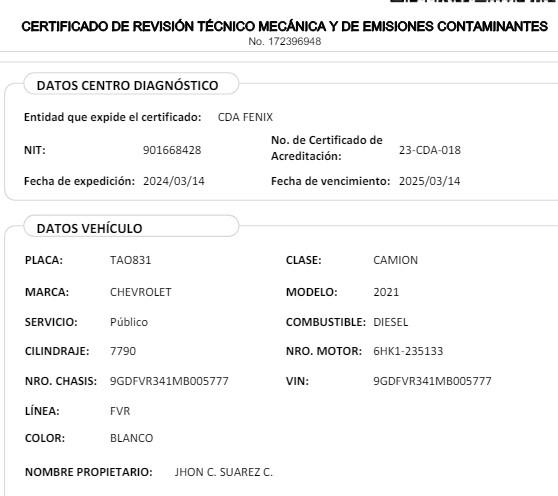 CERTIFICADO DE REVISIÓN TÉCNICO MECÁNICA Y DE EMISIONES CONTAMINANTES
No. 172396948
DATOS CENTRO DIAGNÓSTICO
Entidad que expide el certificado: CDA FENIX
NIT: 901668428 No. de Certificado de Acreditación: 23-CDA-018
Fecha de expedición: 2024/03/14 Fecha de vencimiento: 2025/03/14
DATOS VEHÍCULO
PLACA: TAO831 CLASE: CAMION
MARCA: CHEVROLET MODELO: 2021
SERVICIO: Público COMBUSTIBLE: DIESEL
CILINDRAJE: 7790 NRO. MOTOR: 6HK1-235133
NRO. CHASIS: 9GDFVR341MB005777 VIN: 9GDFVR341MB005777
LÍNEA: FVR
COLOR: BLANCO
NOMBRE PROPIETARIO: JHON C. SUAREZ C.